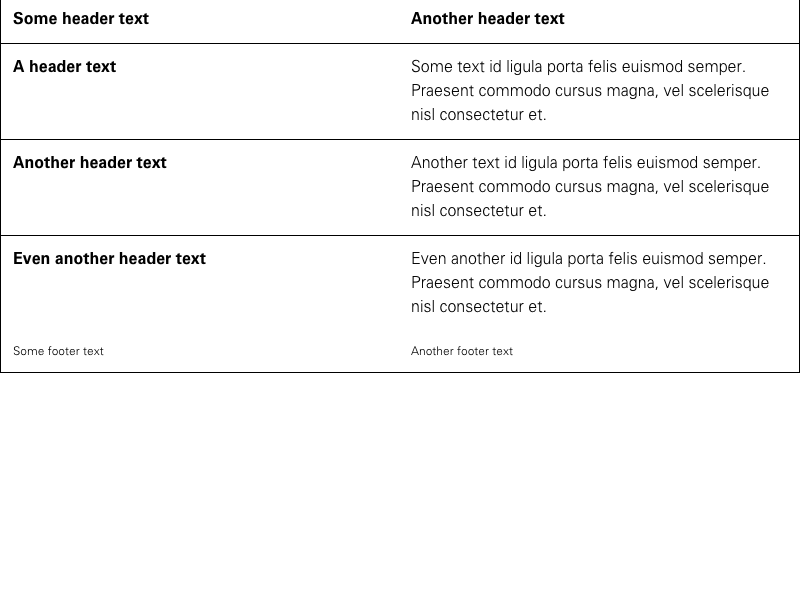 Some header text Another header text
A header text Some text id ligula porta felis euismod semper.
Praesent commodo cursus magna, vel scelerisque
nisl consectetur et.
Another header text Another text id ligula porta felis euismod semper.
Praesent commodo cursus magna, vel scelerisque
nisl consectetur et.
Even another header text Even another id ligula porta felis euismod semper.
Praesent commodo cursus magna, vel scelerisque
nisl consectetur et.
Some footer text Another footer text